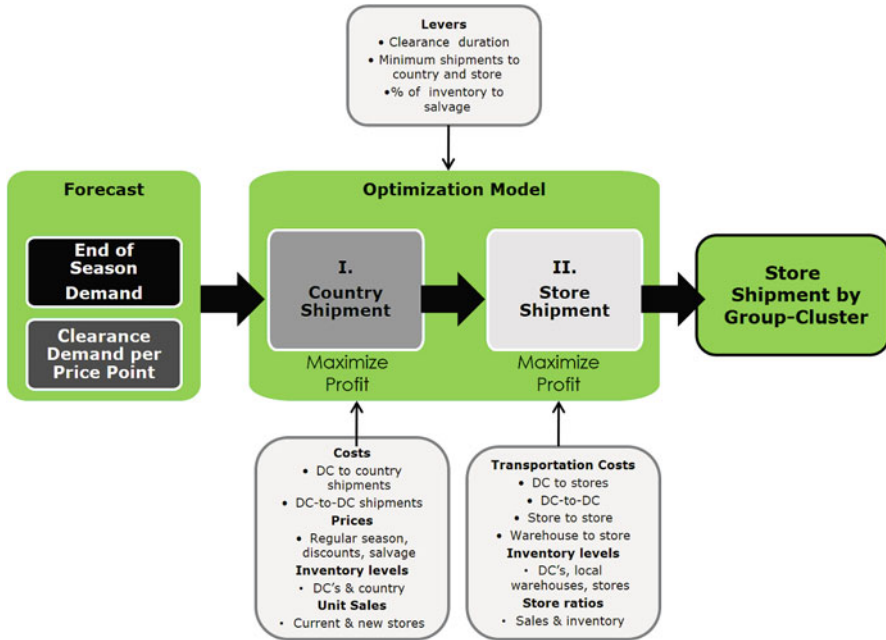 Levers
• Clearance duration
• Minimum shipments to
country and store
•% of inventory to
salvage
Forecast
End of
Season
Demand
Clearance
Demand per
Price Point
Optimization Model
I.
Country
Shipment
Maximize
Profit
II.
Store
Shipment
Maximize
Profit
Store
Shipment by
Group-Cluster
Costs
• DC to country
shipments
• DC-to-DC shipments
Prices
• Regular season,
discounts, salvage
Inventory levels
• DC's & country
Unit Sales
• Current & new stores
Transportation Costs
• DC to stores
• DC-to-DC
• Store to store
• Warehouse to store
Inventory levels
• DC's, local
warehouses, stores
Store ratios
• Sales & inventory